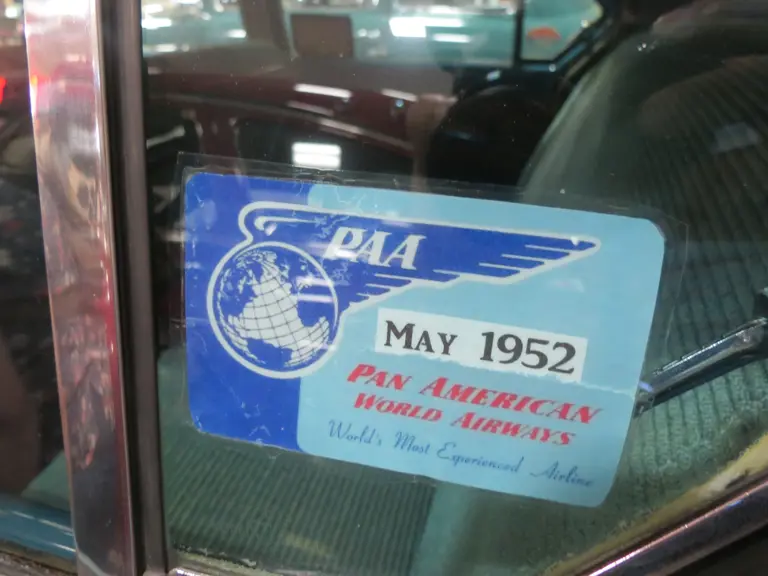 PAA
MAY 1952
PAN AMERICAN
WORLD AIRWAYS
World's Most Experienced Airline